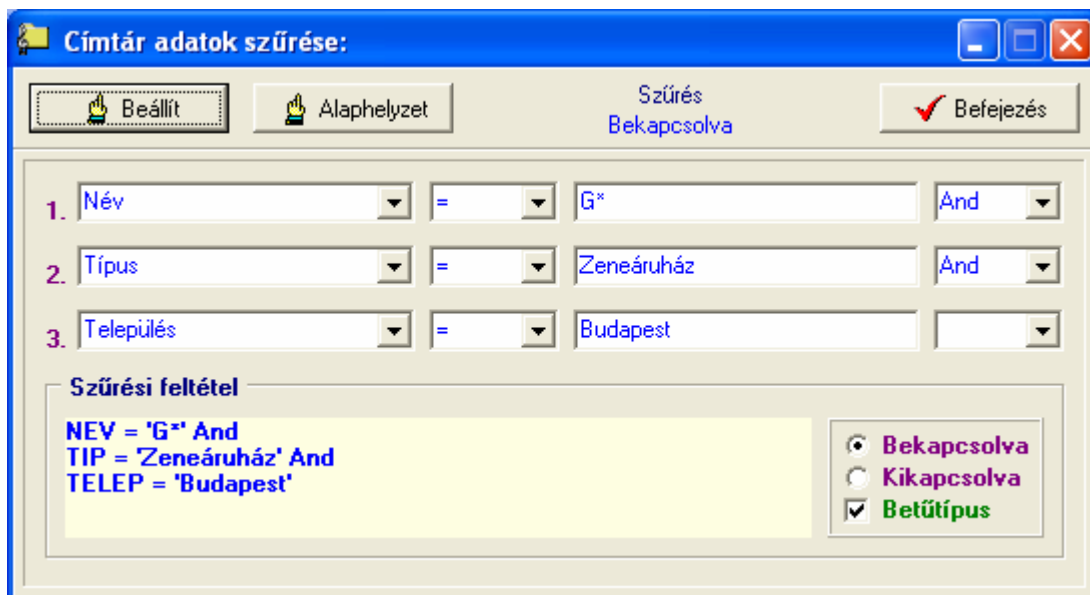 Címtár adatok szűrése:
Beállít
Alaphelyzet
Szűrés
Bekapcsolva
Befejezés
1. Név = G* And
2. Típus = Zeneáruház And
3. Település = Budapest
Szűrési feltétel
NEV = 'G*' And
TIP = 'Zeneáruház' And
TELEP = 'Budapest'
Bekapcsolva
Kikapcsolva
Betűtípus